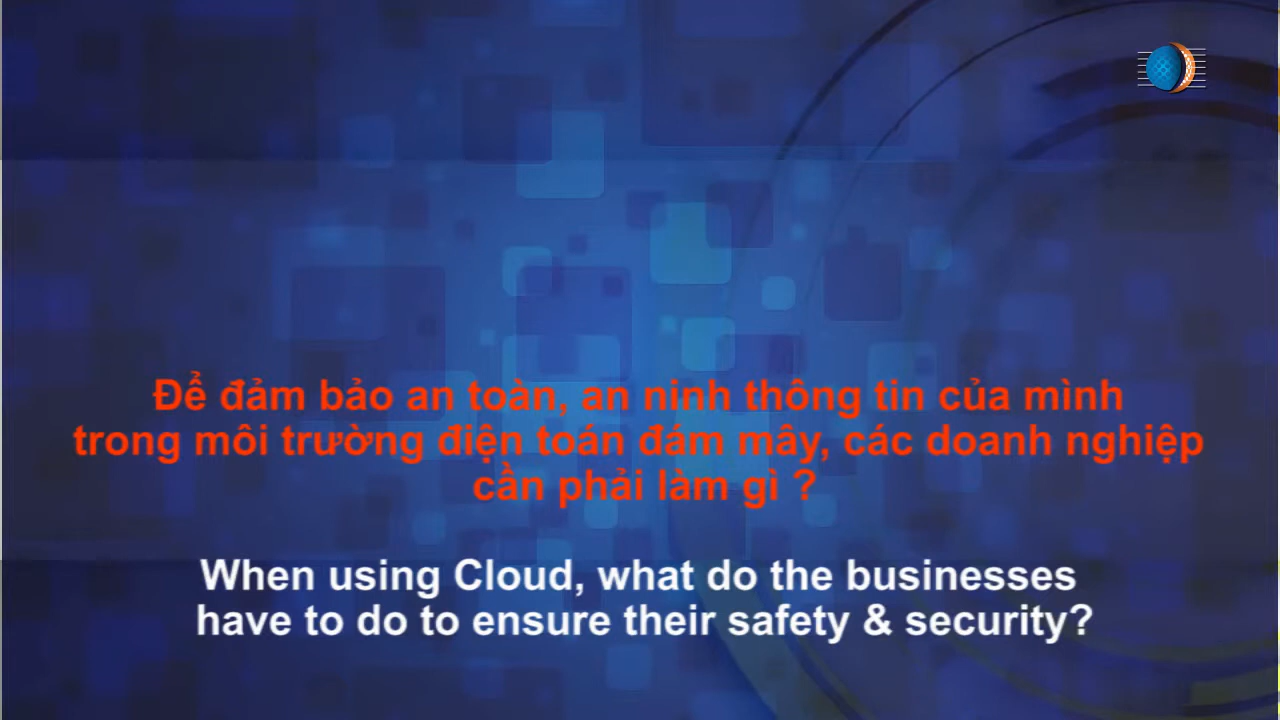 Để đảm bảo an toàn, an ninh thông tin của mình
trong môi trường điện toán đám mây, các doanh nghiệp
cần phải làm gì ?
When using Cloud, what do the businesses
have to do to ensure their safety & security?